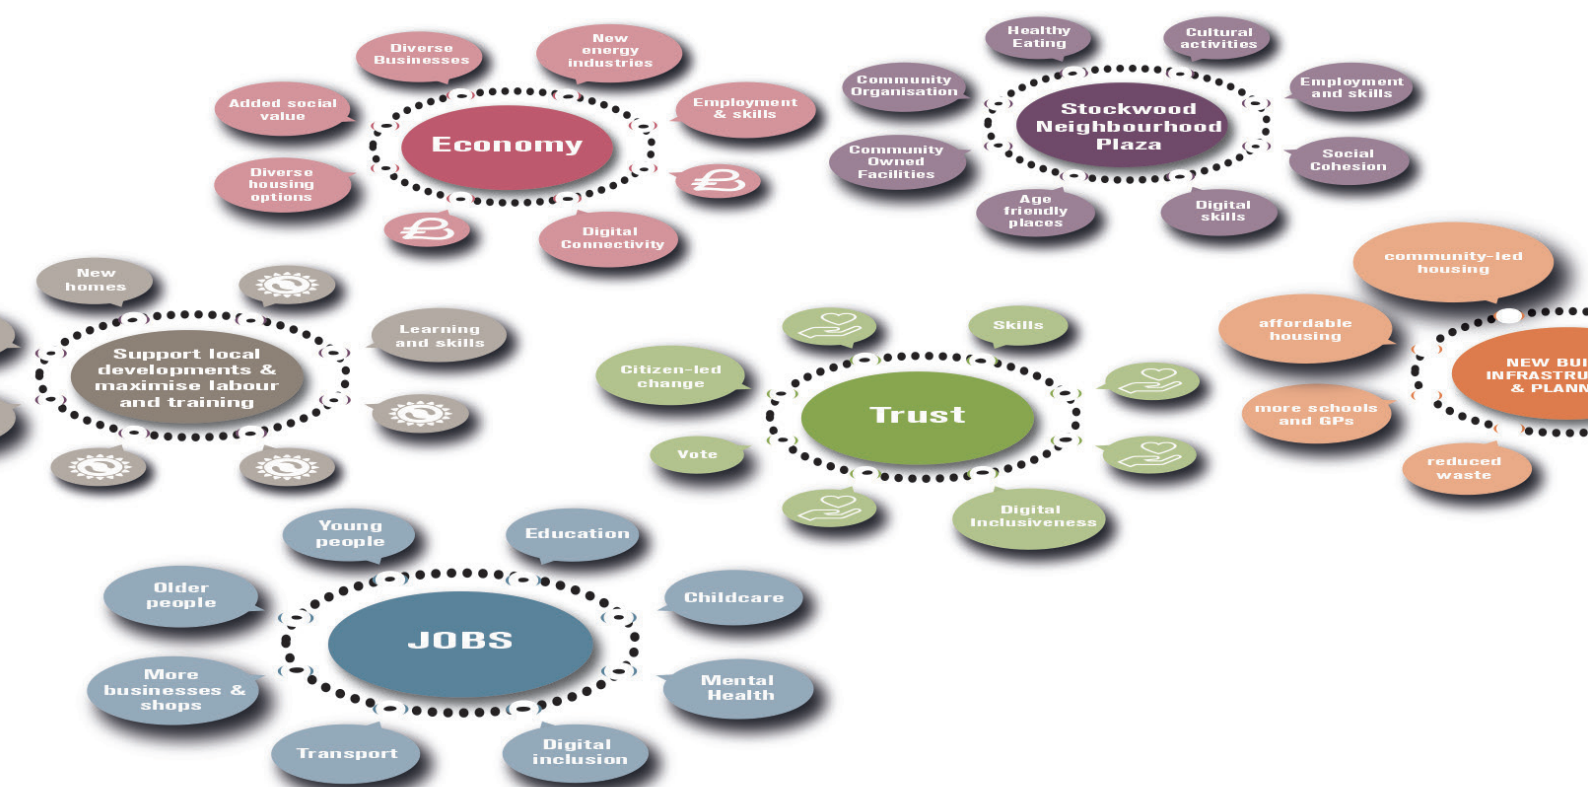 Diverse
Businesses
New
energy
industries
Added social
value
Employment
& skills
Economy
Diverse
housing
options
Digital
Connectivity
Healthy
Eating
Cultural
activities
Community
Organisation
Employment
and skills
Stockwood
Neighbourhood
Plaza
Community
Owned
Facilities
Social
Cohesion
Age
friendly
places
Digital
skills
New
homes
Learning
and skills
Support local
developments &
maximise labour
and training
Skills
Citizen-led
change
Trust
Vote
Digital
Inclusiveness
community-led
housing
affordable
housing
NEW BUI
INFRASTRU
& PLANN
more schools
and GPs
reduced
waste
Young
people
Education
Older
people
Childcare
JOBS
More
businesses &
shops
Mental
Health
Transport
Digital
inclusion